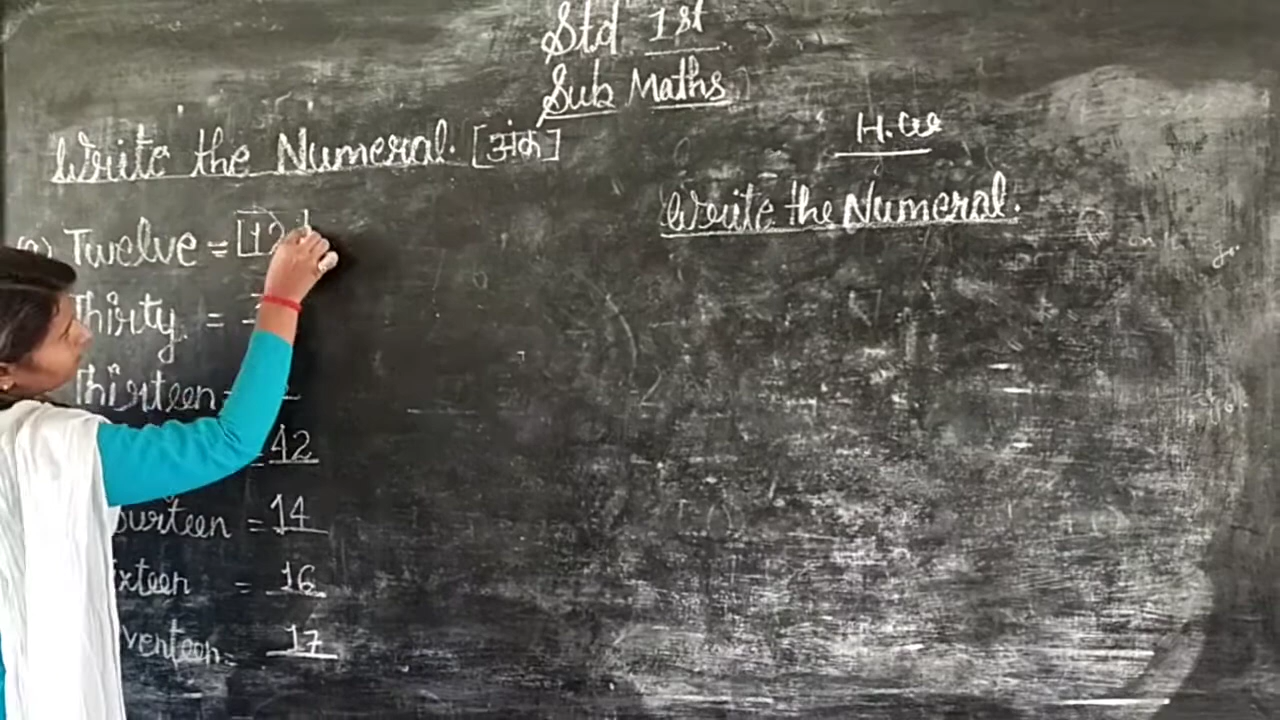 Std 1st
Sub Maths
Write the Numeral. [अंक]
Twelve = 12
Thirty =
Thirteen =
= 42
ourteen = 14
ixteen = 16
venteen = 17
H.W
Write the Numeral.